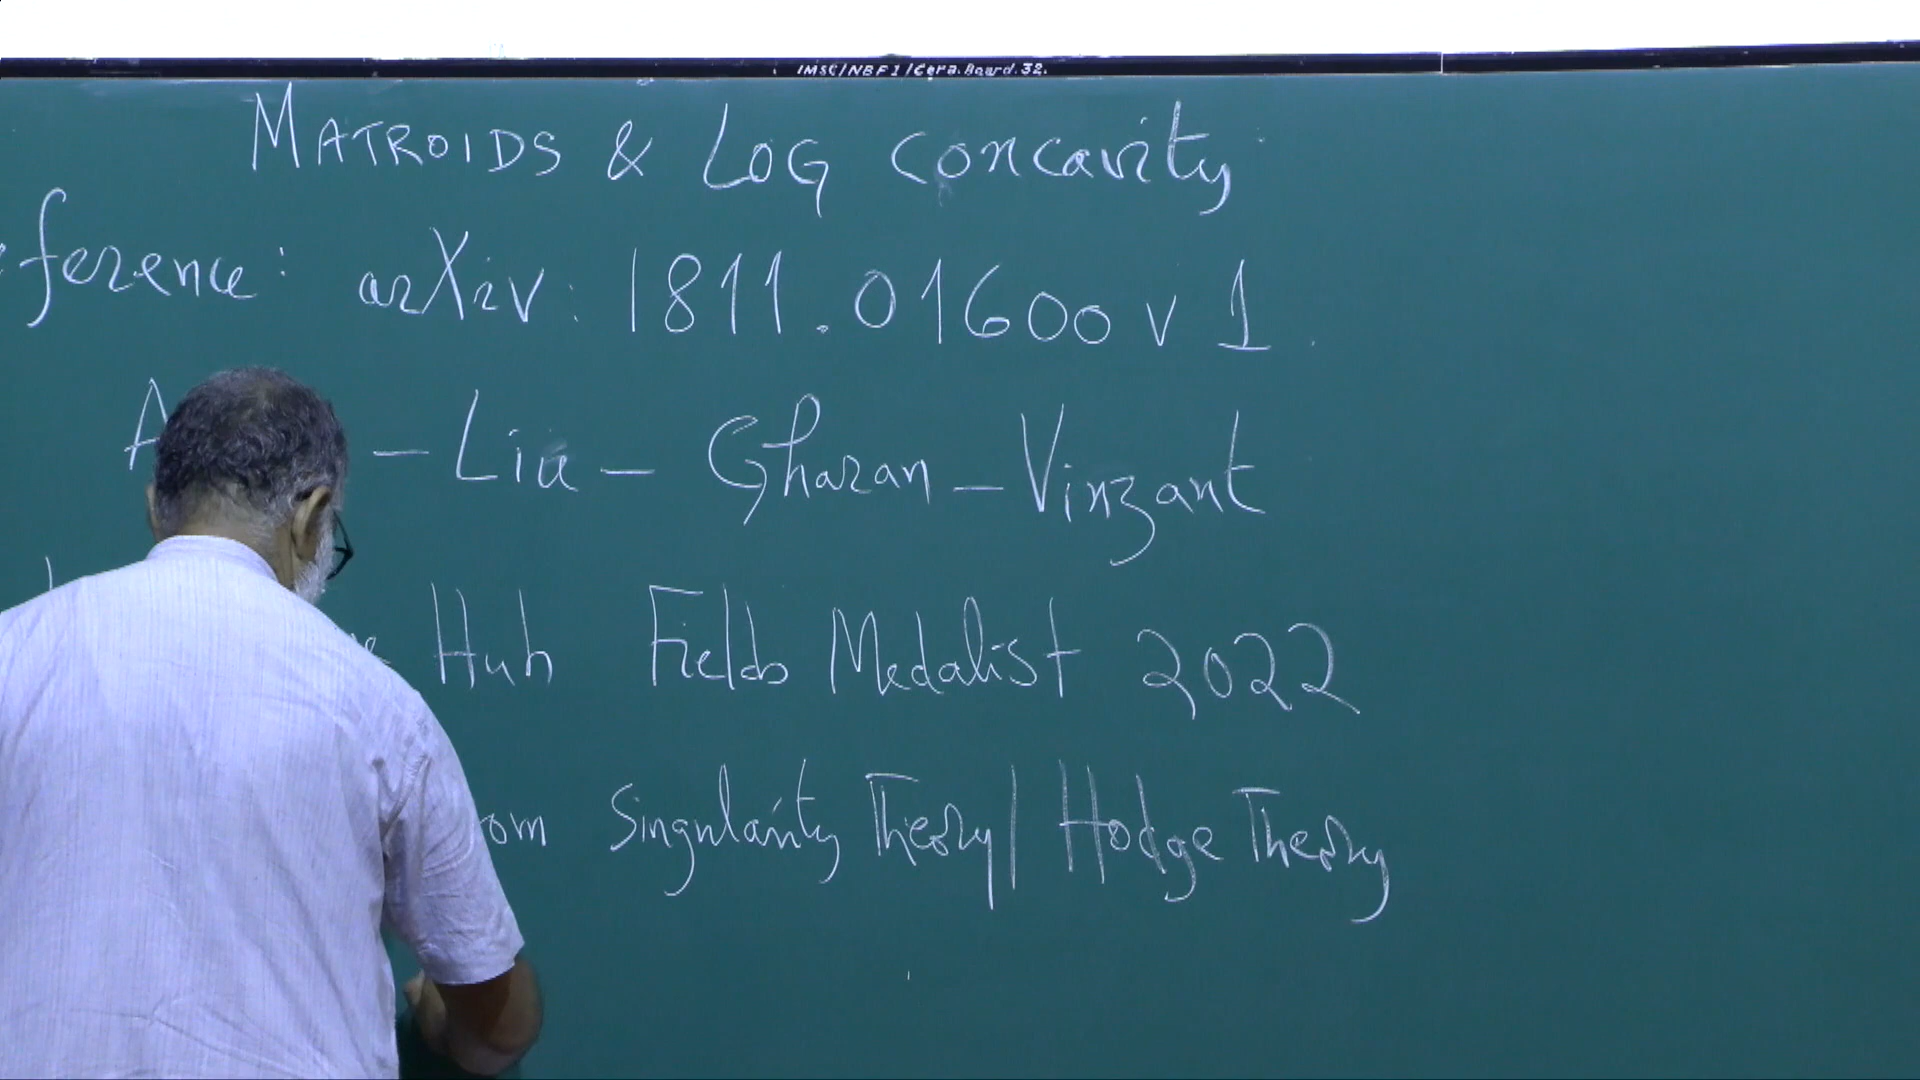 IMSC/NBF1/Cera.Board.32.
MATROIDS & LOG concavity
ference: arXiv: 1811.01600 v 1.
A – Liu – Gharan – Vinzant
Huh Fields Medalist 2022
om Singularity Theory / Hodge Theory